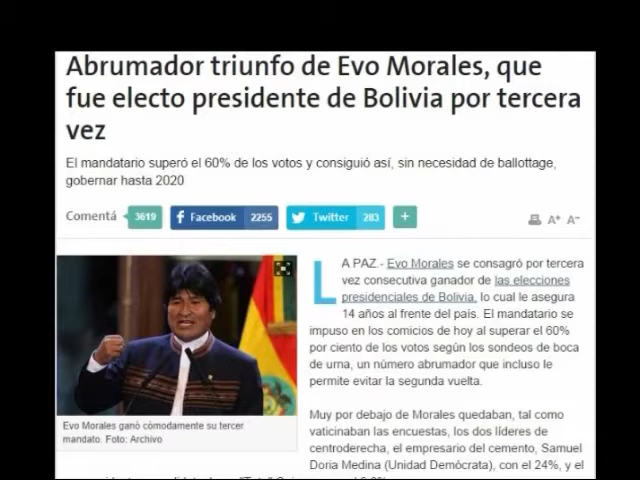 Abrumador triunfo de Evo Morales, que
fue electo presidente de Bolivia por tercera
vez
El mandatario superó el 60% de los votos y consiguió así, sin necesidad de ballottage,
gobernar hasta 2020
Comentá 3619 Facebook 2255 Twitter 283 + A+ A-
LA PAZ.- Evo Morales se consagró por tercera
vez consecutiva ganador de las elecciones
presidenciales de Bolivia, lo cual le asegura
14 años al frente del país. El mandatario se
impuso en los comicios de hoy al superar el 60%
por ciento de los votos según los sondeos de boca
de urna, un número abrumador que incluso le
permite evitar la segunda vuelta.
Evo Morales ganó cómodamente su tercer
mandato. Foto: Archivo
Muy por debajo de Morales quedaban, tal como
vaticinaban las encuestas, los dos líderes de
centroderecha, el empresario del cemento, Samuel
Doria Medina (Unidad Demócrata), con el 24%, y el